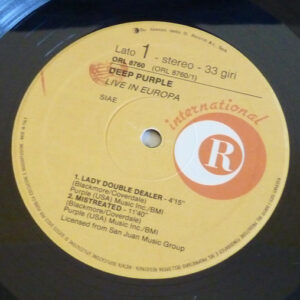 Lato 1 - stereo - 33 giri
ORL 8760 (ORL 8760/1)
DEEP PURPLE
LIVE IN EUROPA
SIAE
international
R
1. LADY DOUBLE DEALER - 4'15"
(Blackmore/Coverdale)
Purple (USA) Music Inc./BMI
2. MISTREATED - 11'40"
(Blackmore/Coverdale)
Purple (USA) Music Inc./BMI
Licensed from San Juan Music Group